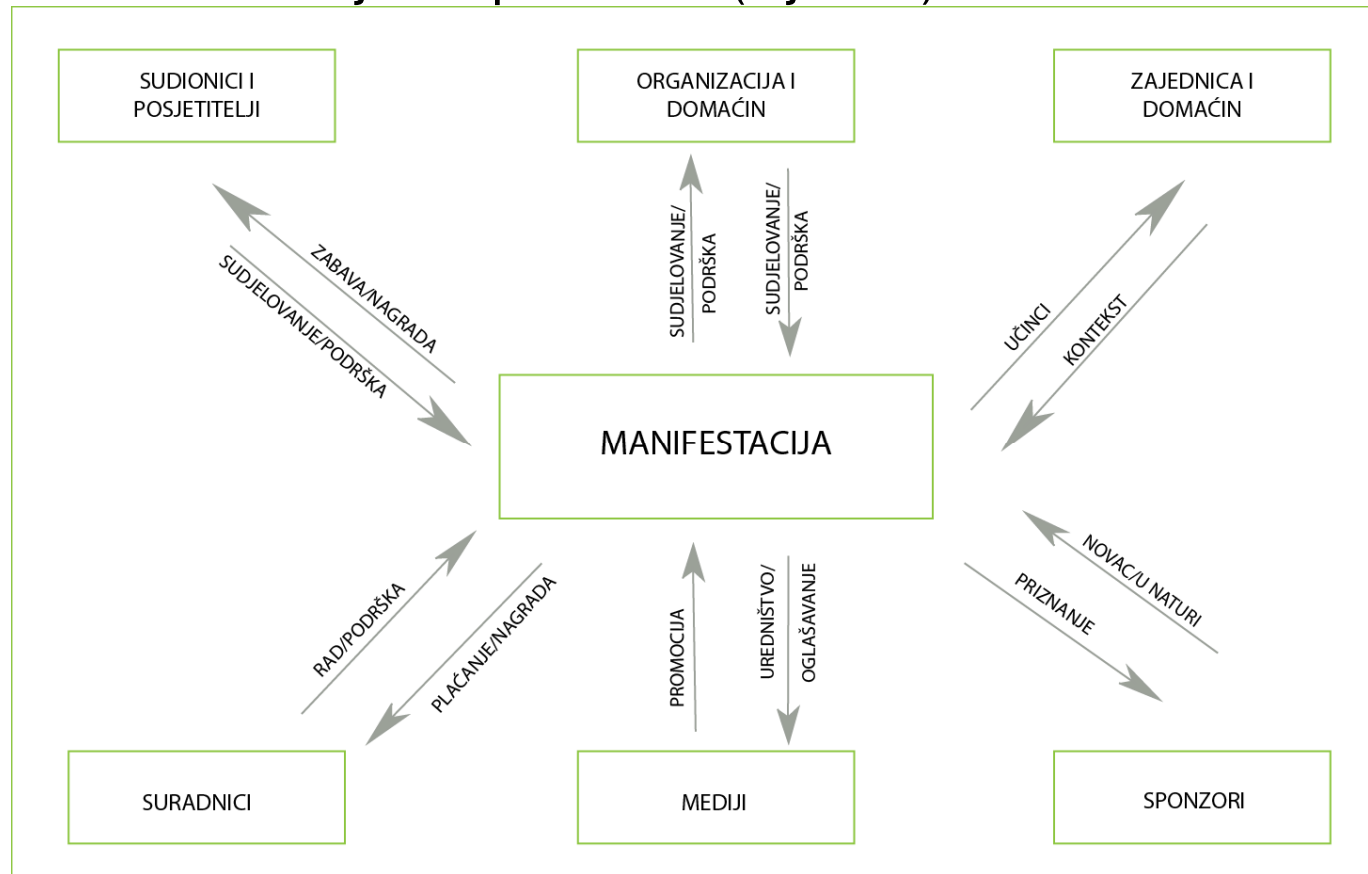 SUDIONICI I
POSJETITELJI
ORGANIZACIJA I
DOMAĆIN
ZAJEDNICA I
DOMAĆIN
ZABAVA/NAGRADA
SUDJELOVANJE/PODRŠKA
SUDJELOVANJE/
PODRŠKA
SUDJELOVANJE/
PODRŠKA
UČINCI
KONTEKST
MANIFESTACIJA
RAD/PODRŠKA
PLAĆANJE/NAGRADA
PROMOCIJA
UREDNIŠTVO/
OGLAŠAVANJE
NOVAC/U NATURI
PRIZNANJE
SURADNICI
MEDIJI
SPONZORI